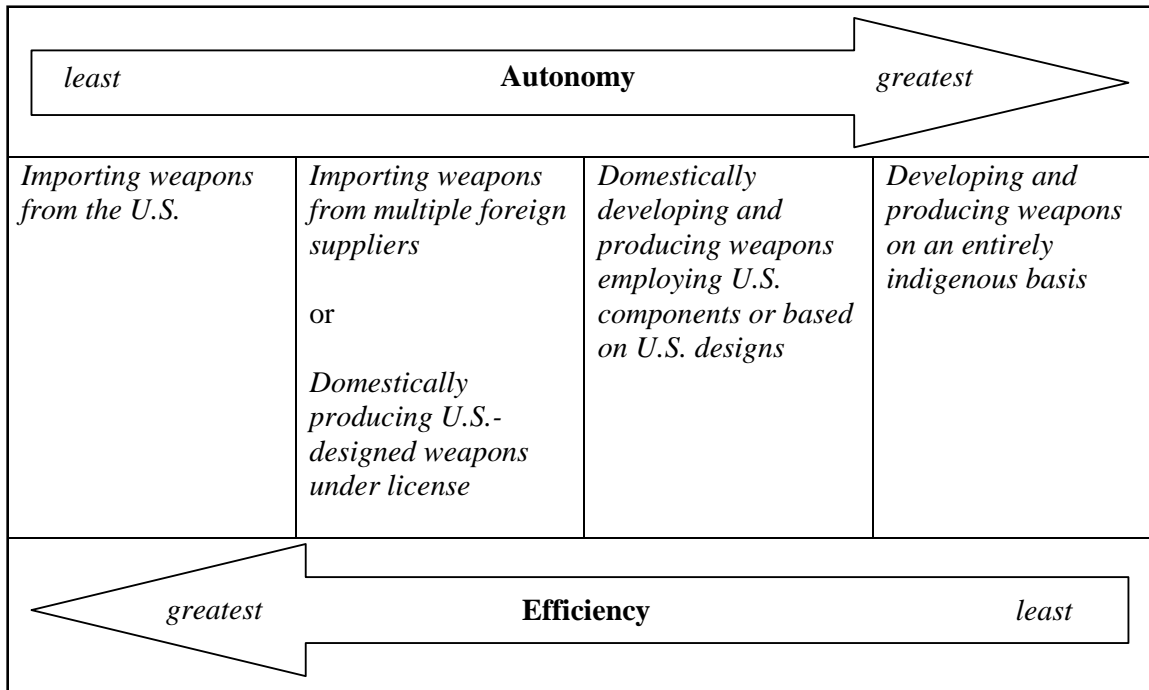 least Autonomy greatest
Importing weapons
from the U.S.
Importing weapons
from multiple foreign
suppliers
or
Domestically
producing U.S.-
designed weapons
under license
Domestically
developing and
producing weapons
employing U.S.
components or based
on U.S. designs
Developing and
producing weapons
on an entirely
indigenous basis
greatest Efficiency least